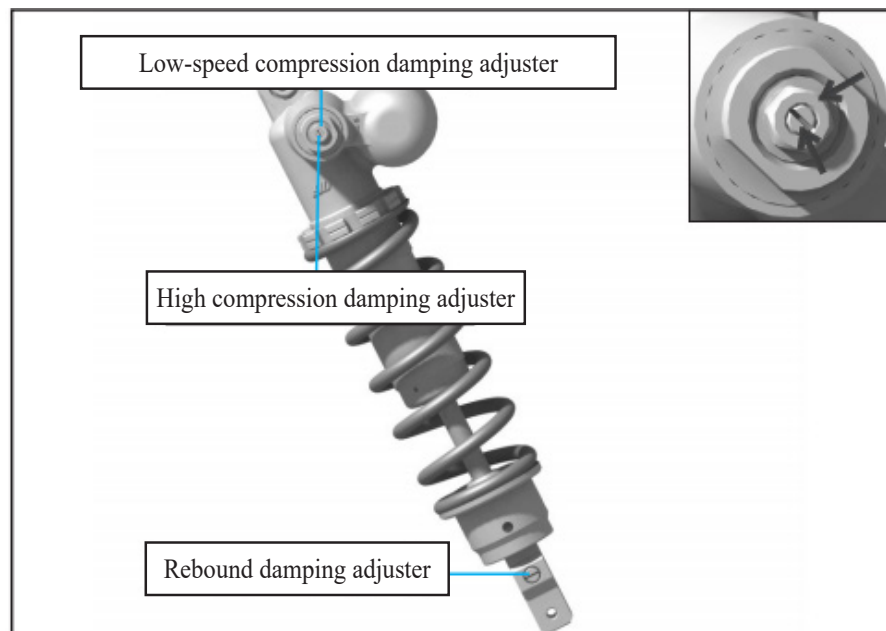 Low-speed compression damping adjuster
High compression damping adjuster
Rebound damping adjuster